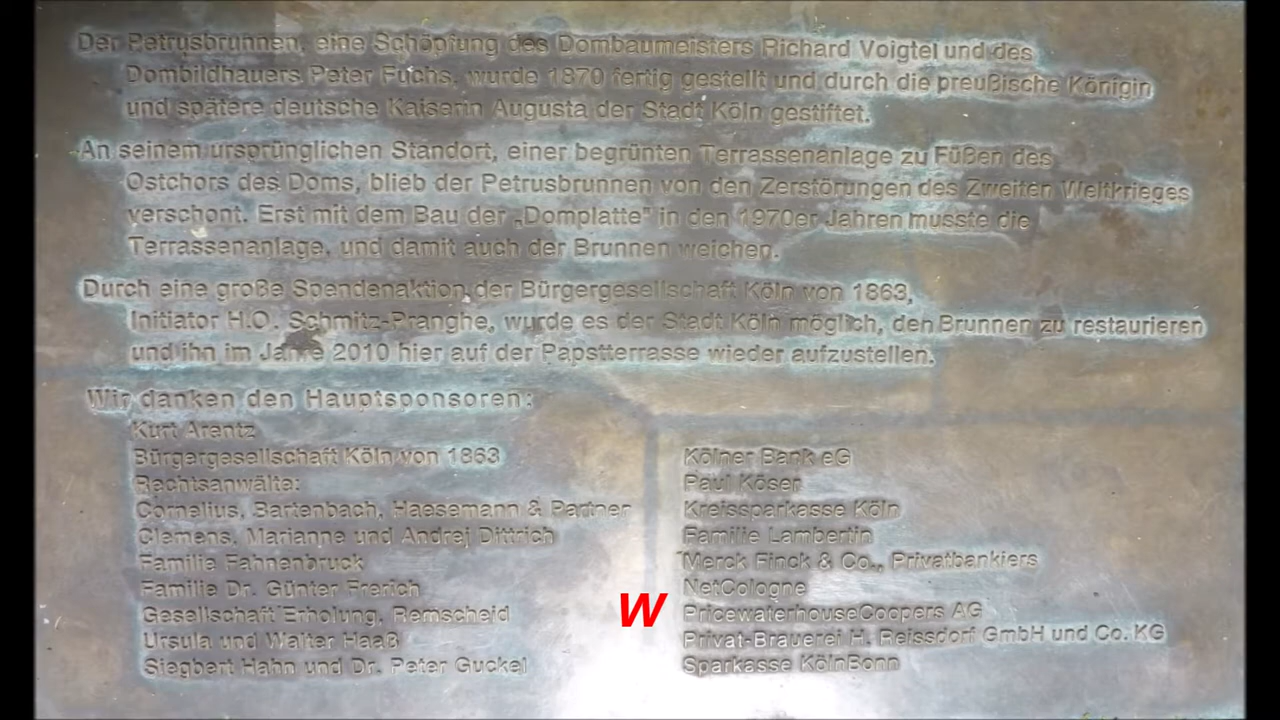 Der Petrusbrunnen, eine Schöpfung des Dombaumeisters Richard Voigtel und des
Dombildhauers Peter Fuchs, wurde 1870 fertig gestellt und durch die preußische Königin
und spätere deutsche Kaiserin Augusta der Stadt Köln gestiftet.
An seinem ursprünglichen Standort, einer begrünten Terrassenanlage zu Füßen des
Ostchors des Doms, blieb der Petrusbrunnen von den Zerstörungen des Zweiten Weltkrieges
verschont. Erst mit dem Bau der „Domplatte" in den 1970er Jahren musste die
Terrassenanlage, und damit auch der Brunnen weichen.
Durch eine große Spendenaktion der Bürgergesellschaft Köln von 1863,
Initiator H.O. Schmitz-Pranghe, wurde es der Stadt Köln möglich, den Brunnen zu restaurieren
und ihn im Jahre 2010 hier auf der Papstterrasse wieder aufzustellen.
Wir danken den Hauptsponsoren:
Kurt Arentz
Bürgergesellschaft Köln von 1863
Rechtsanwälte:
Cornelius, Bartenbach, Haesemann & Partner
Clemens, Marianne und Andrej Dittrich
Familie Fahnenbruck
Familie Dr. Günter Frerich
Gesellschaft Erholung, Remscheid
Ursula und Walter Haaß
Siegbert Hahn und Dr. Peter Guckel
Kölner Bank eG
Paul Köser
Kreissparkasse Köln
Familie Lambertin
Merck Finck & Co., Privatbankiers
NetCologne
PricewaterhouseCoopers AG
Privat-Brauerei H. Reissdorf GmbH und Co. KG
Sparkasse KölnBonn
W